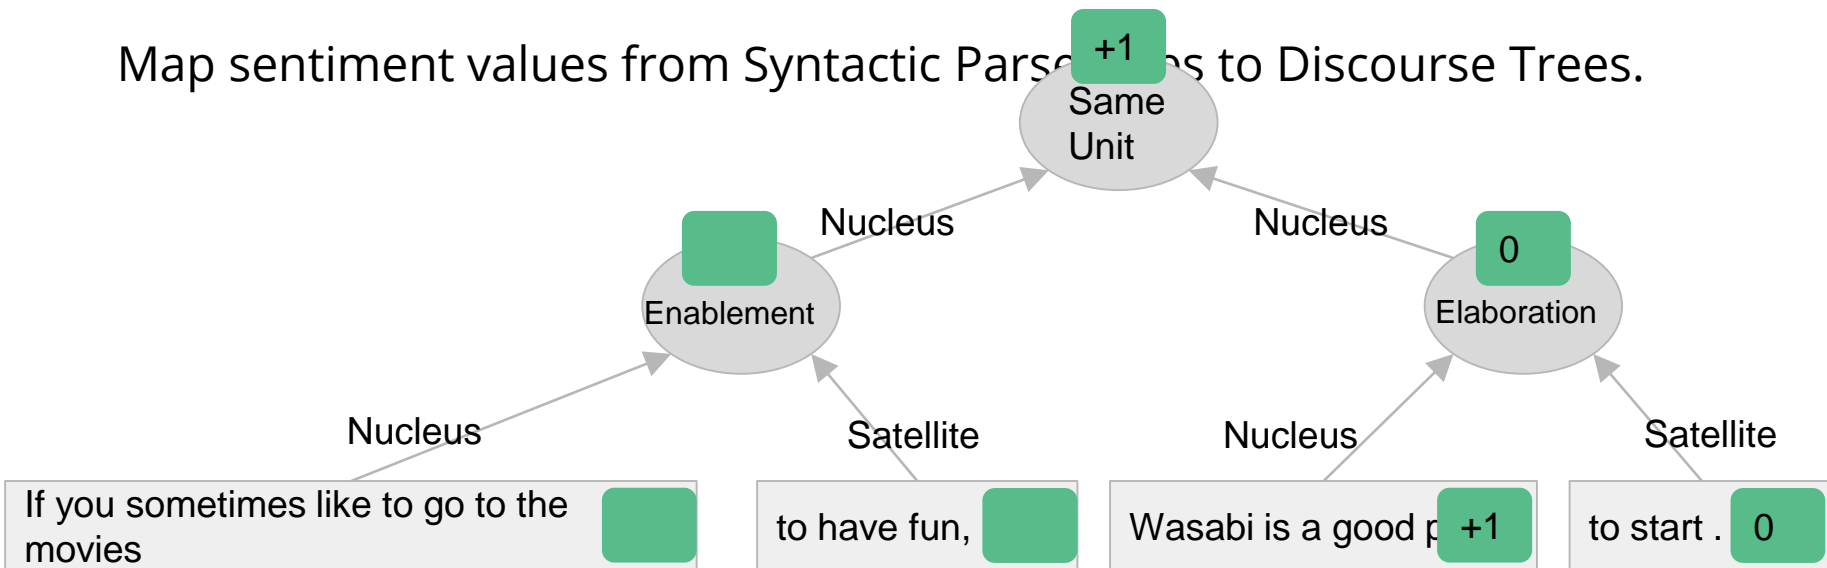 +1
Map sentiment values from Syntactic Parse es to Discourse Trees.
Same
Unit
Nucleus
Nucleus
0
Enablement
Elaboration
Nucleus
Satellite
Nucleus
Satellite
If you sometimes like to go to the
movies
to have fun,
Wasabi is a good
+1
to start .
0